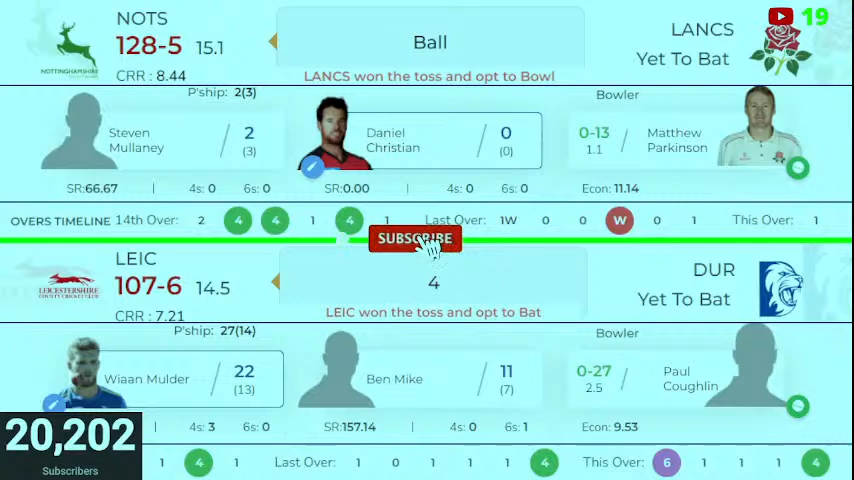 NOTS
128-5 15.1
CRR : 8.44
NOTTINGHAMSHIRE
Ball
LANCS won the toss and opt to Bowl
LANCS
Yet To Bat
19
P'ship: 2(3)
Steven Mullaney
2
(3)
Daniel Christian
0
(0)
Bowler
0-13
1.1
Matthew Parkinson
SR:66.67 | 4s: 0 6s: 0
SR:0.00 | 4s: 0 6s: 0
Econ: 11.14
OVERS TIMELINE 14th Over: 2 4 4 1 4 1 Last Over: 1W 0 0 W 0 1 This Over: 1
SUBSCRIBE
LEIC
107-6 14.5
CRR : 7.21
LEICESTERSHIRE
COUNTY CRICKET CLUB
4
LEIC won the toss and opt to Bat
DUR
Yet To Bat
P'ship: 27(14)
Wiaan Mulder
22
(13)
Ben Mike
11
(7)
Bowler
0-27
2.5
Paul Coughlin
| 4s: 3 6s: 0
SR:157.14 | 4s: 0 6s: 1
Econ: 9.53
20,202
Subscribers
1 4 1 Last Over: 1 0 1 1 1 4 This Over: 6 1 1 1 4